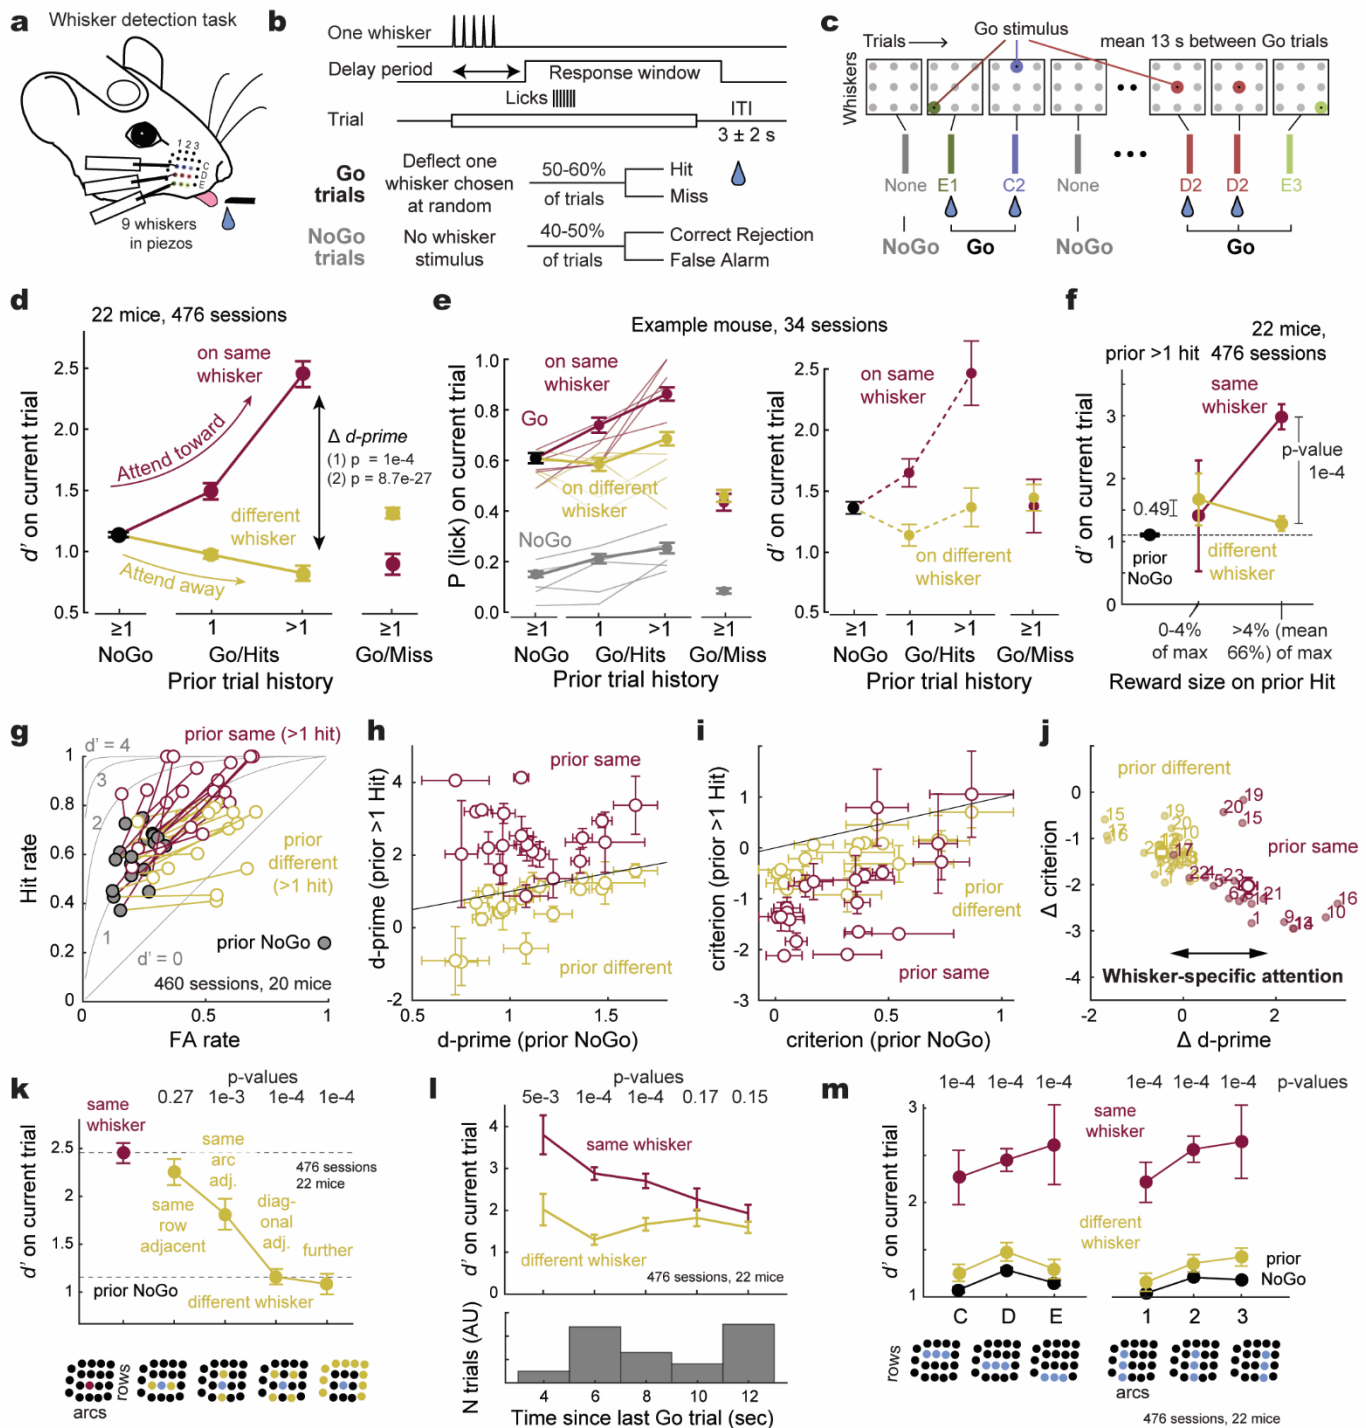 a
Whisker detection task
1 2 3
C
D
E
9 whiskers
in piezos
b
One whisker
Delay period
Response window
Licks
Trial
ITI
3 ± 2 s
Go
trials
Deflect one
whisker chosen
at random
50-60%
of trials
Hit
Miss
NoGo
trials
No whisker
stimulus
40-50%
of trials
Correct Rejection
False Alarm
c
Go stimulus
Trials
mean 13 s between Go trials
Whiskers
None E1 C2 None D2 D2 E3
NoGo Go NoGo Go
d
22 mice, 476 sessions
on same
whisker
Attend toward
Δ d-prime
(1) p = 1e-4
(2) p = 8.7e-27
different
whisker
Attend away
d' on current trial
2.5
2.0
1.5
1.0
0.5
≥1 1 >1 ≥1
NoGo Go/Hits Go/Miss
Prior trial history
e
Example mouse, 34 sessions
P (lick) on current trial
1.0
0.8
0.6
0.4
0.2
0.0
on same
whisker
Go
on different
whisker
NoGo
≥1 1 >1 ≥1
NoGo Go/Hits Go/Miss
Prior trial history
d' on current trial
2.5
2.0
1.5
1.0
0.5
on same
whisker
on different
whisker
≥1 1 >1 ≥1
NoGo Go/Hits Go/Miss
Prior trial history
f
22 mice,
prior >1 hit 476 sessions
same
whisker
p-value
1e-4
0.49
prior
NoGo
different
whisker
d' on current trial
3
2
1
0
0-4%
of max
>4% (mean
66%) of max
Reward size on prior Hit
g
prior same (>1 hit)
d' = 4
3
2
1
d' = 0
prior
different
(>1 hit)
prior NoGo
460 sessions, 20 mice
Hit rate
1
0.8
0.6
0.4
0.2
0
0 0.5 1
FA rate
h
prior same
prior different
d-prime (prior >1 Hit)
4
2
0
-2
0.5 1 1.5
d-prime (prior NoGo)
i
prior
different
prior same
criterion (prior >1 Hit)
1
0
-1
-2
-3
0 0.5 1
criterion (prior NoGo)
j
prior different
prior same
Δ criterion
0
-1
-2
-3
-4
15
17
16
19
20
10
19
20
15
17
22
23
6
21
1
9
16
10
Whisker-specific attention
-2 0 2
Δ d-prime
k
p-values
0.27 1e-3 1e-4 1e-4
same
whisker
same
arc
adj.
476 sessions
22 mice
same
row
adjacent
diag-
onal
adj.
further
prior NoGo
different whisker
d' on current trial
2.5
2
1.5
1
rows
arcs
l
p-values
5e-3 1e-4 1e-4 0.17 0.15
same whisker
different whisker
476 sessions, 22 mice
d' on current trial
4
3
2
1
0
N trials (AU)
4 6 8 10 12
Time since last Go trial (sec)
m
1e-4 1e-4 1e-4 1e-4 1e-4 1e-4 p-values
same
whisker
different
whisker
prior
NoGo
d' on current trial
3
2
1
C D E 1 2 3
rows
arcs
476 sessions, 22 mice